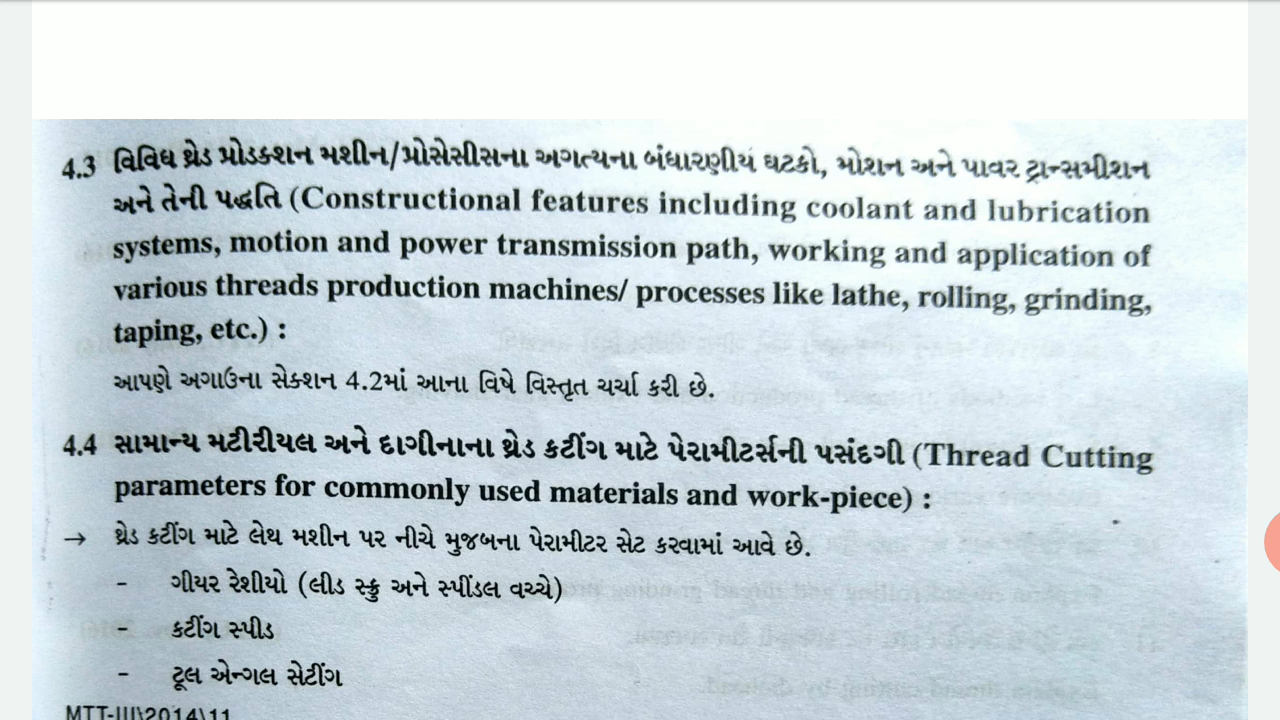 4.3 વિવિધ થ્રેડ પ્રોડક્શન મશીન/પ્રોસેસીસના અગત્યના બંધારણીય ઘટકો, મોશન અને પાવર ટ્રાન્સમીશન
અને તેની પદ્ધતિ (Constructional features including coolant and lubrication
systems, motion and power transmission path, working and application of
various threads production machines/ processes like lathe, rolling, grinding,
taping, etc.) :
આપણે અગાઉના સેક્શન 4.2માં આના વિષે વિસ્તૃત ચર્ચા કરી છે.
4.4 સામાન્ય મટીરીયલ અને દાગીનાના થ્રેડ કટીંગ માટે પેરામીટર્સની પસંદગી (Thread Cutting
parameters for commonly used materials and work-piece) :
→ થ્રેડ કટીંગ માટે લેથ મશીન પર નીચે મુજબના પેરામીટર સેટ કરવામાં આવે છે.
- ગીયર રેશીયો (લીડ સ્ક્રુ અને સ્પીંડલ વચ્ચે)
- કટીંગ સ્પીડ
- ટૂલ એન્ગલ સેટીંગ
MTT-III\2014\11